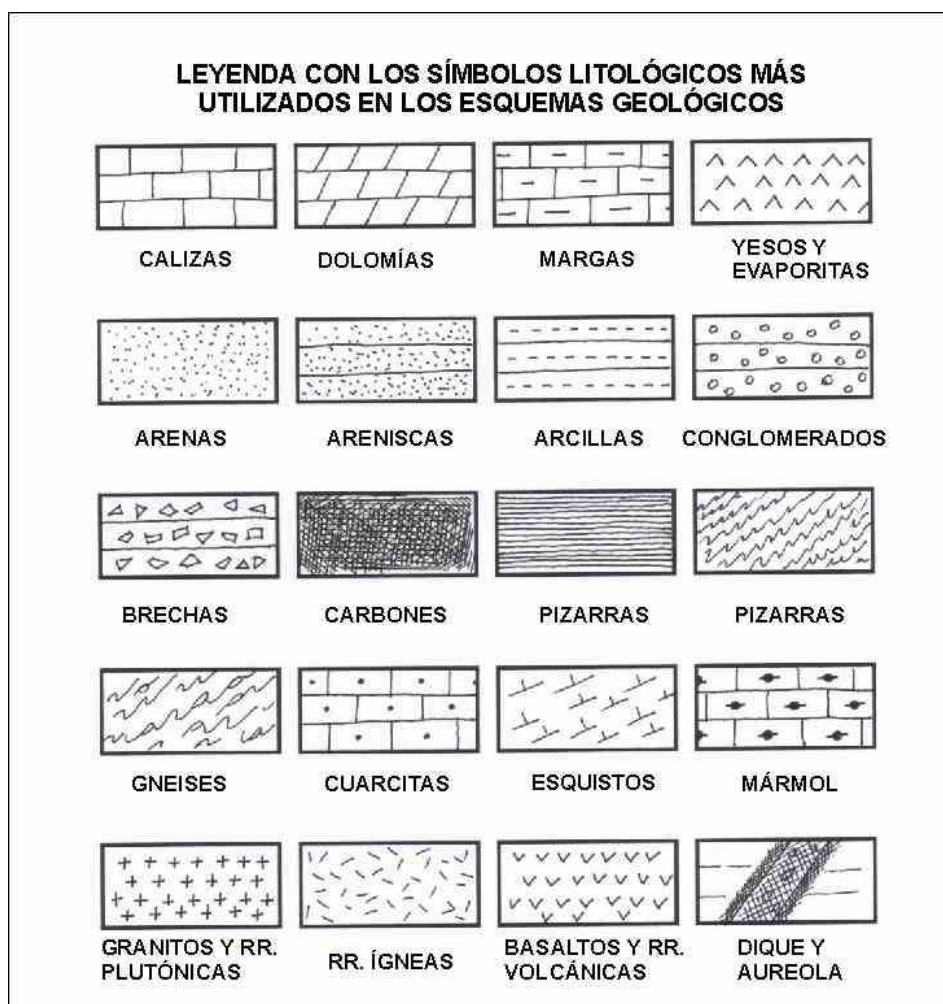 LEYENDA CON LOS SÍMBOLOS LITOLÓGICOS MÁS
UTILIZADOS EN LOS ESQUEMAS GEOLÓGICOS
CALIZAS
DOLOMÍAS
MARGAS
YESOS Y
EVAPORITAS
ARENAS
ARENISCAS
ARCILLAS
CONGLOMERADOS
BRECHAS
CARBONES
PIZARRAS
PIZARRAS
GNEISES
CUARCITAS
ESQUISTOS
MÁRMOL
GRANITOS Y RR.
PLUTÓNICAS
RR. ÍGNEAS
BASALTOS Y RR.
VOLCÁNICAS
DIQUE Y
AUREOLA